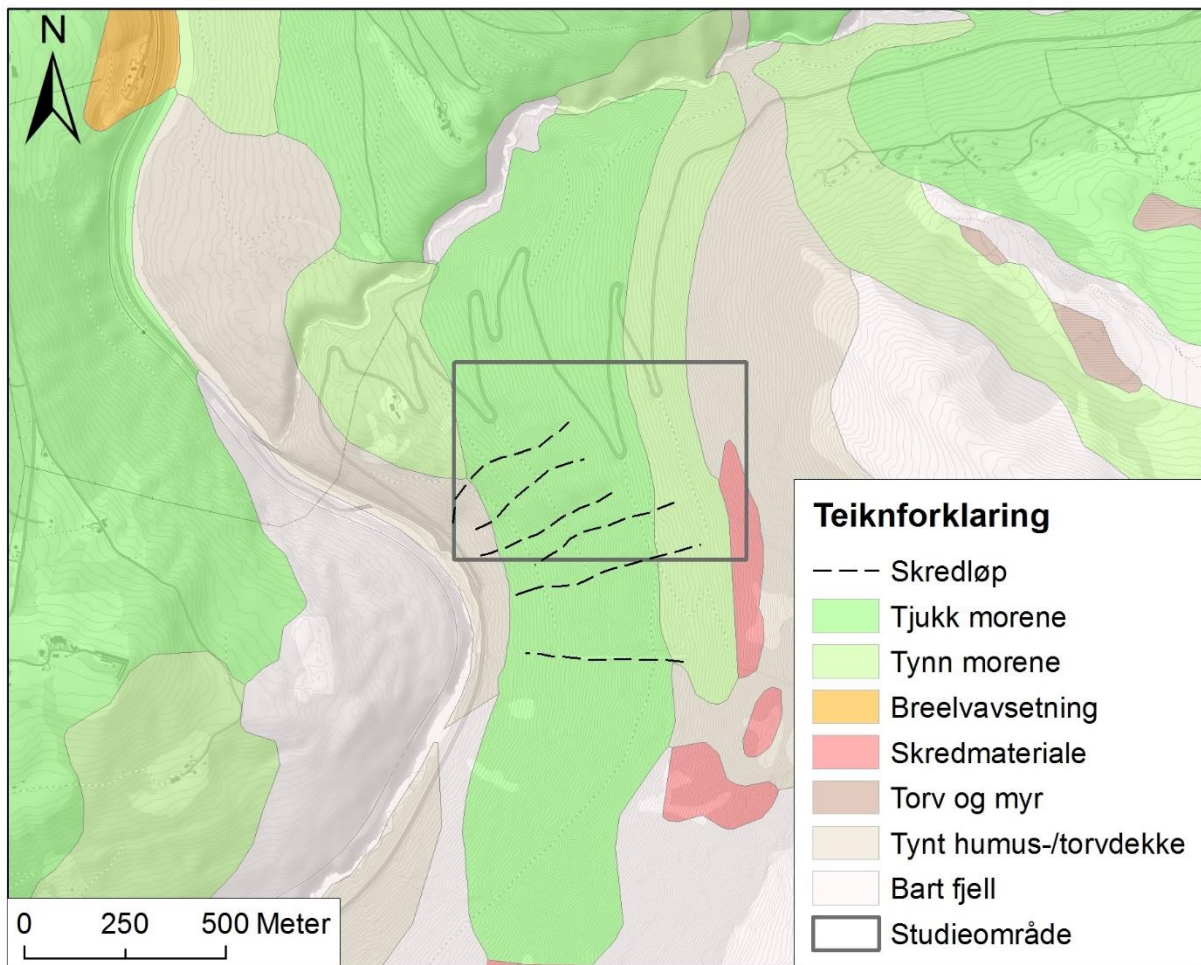 N
Teiknforklaring
Skredløp
Tjukk morene
Tynn morene
Breelvavsetning
Skredmateriale
Torv og myr
Tynt humus-/torvdekke
Bart fjell
Studieområde
0 250 500 Meter